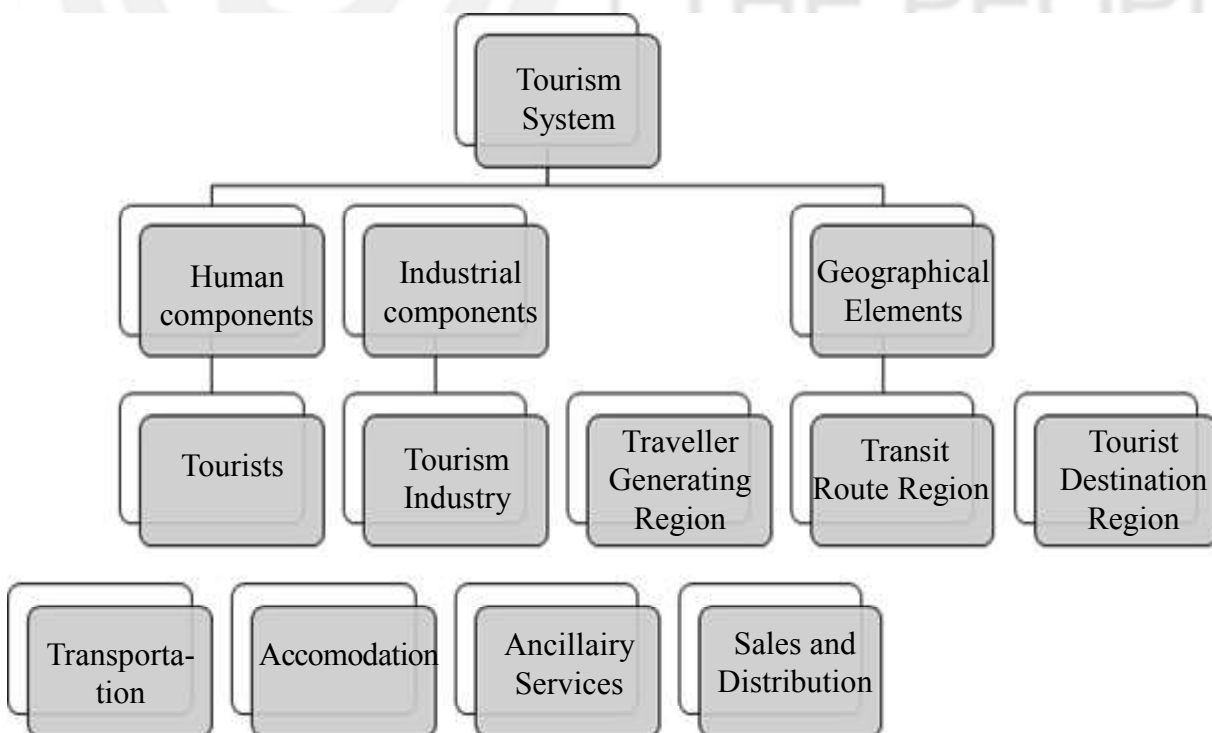 Tourism
System
Human
components
Industrial
components
Geographical
Elements
Tourists
Tourism
Industry
Traveller
Generating
Region
Transit
Route Region
Tourist
Destination
Region
Transporta-
tion
Accomodation
Ancillairy
Services
Sales and
Distribution